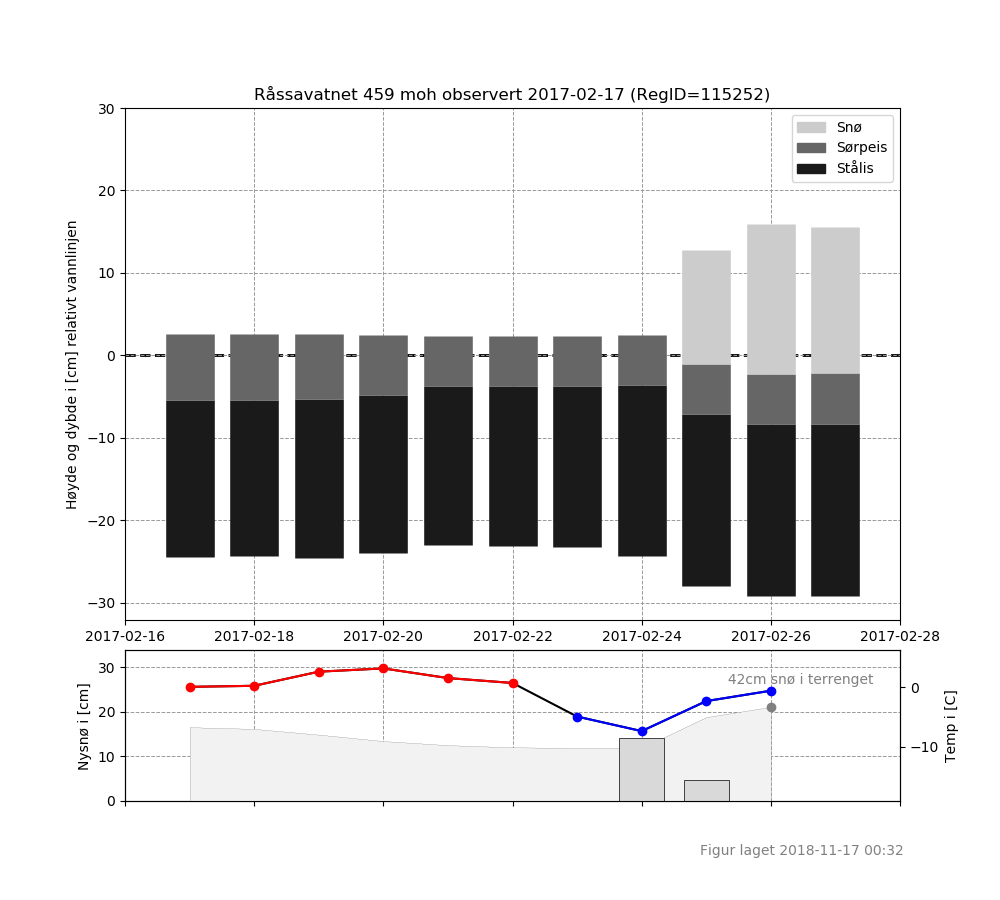 Råssavatnet 459 moh observert 2017-02-17 (RegID=115252)
Høyde og dybde i [cm] relativt vannlinjen
30
20
10
0
−10
−20
−30
Snø
Sørpeis
Stålis
2017-02-16 2017-02-18 2017-02-20 2017-02-22 2017-02-24 2017-02-26 2017-02-28
Nysnø i [cm]
30
20
10
0
42cm snø i terrenget
0
−10
Temp i [C]
Figur laget 2018-11-17 00:32